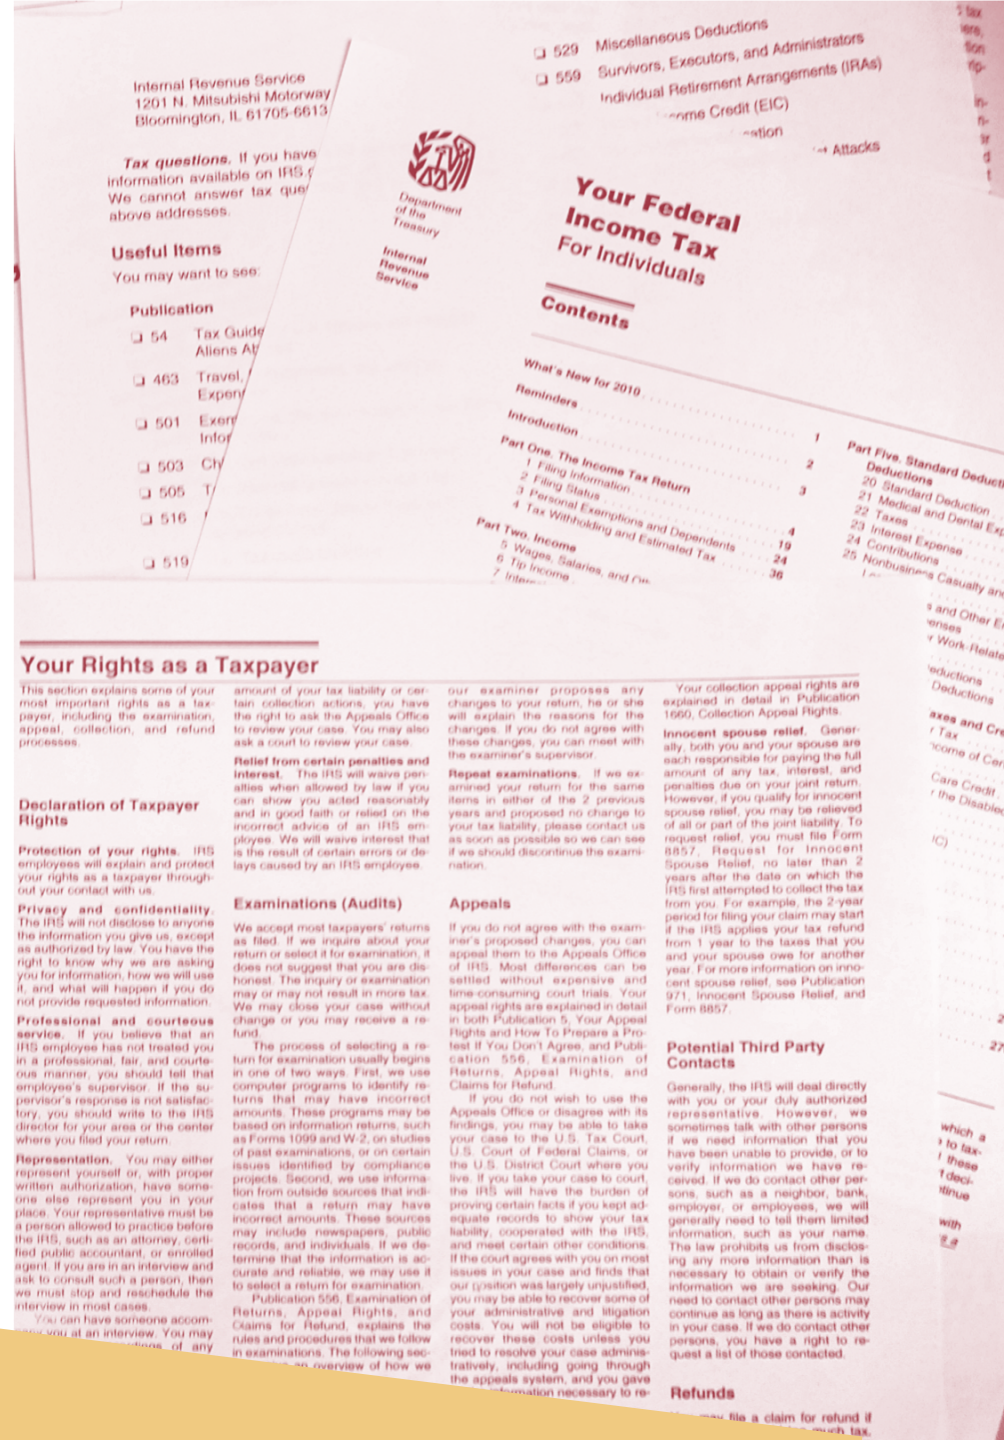 Internal Revenue Service
1201 N. Mitsubishi Motorway
Bloomington, IL 61705-6613
Tax questions. If you have
information available on IRS.
We cannot answer tax
above addresses.
Useful Items
You may want to see:
Publication
❏ 54 Tax Guide
Aliens
❏ 463 Travel,
❏ 501
❏ 503
❏ 505
❏ 516
❏ 519
Department
of the
Treasury
Internal
Revenue
Service
❏ 529 Miscellaneous Deductions
❏ 559 Survivors, Executors, and Administrators
Individual Retirement Arrangements (IRAs)
Credit (EIC)
Attacks
Your Federal
Income Tax
For Individuals
Contents
What's New for 2010 1
Reminders 2
Introduction 3
Part One. The Income Tax Return
1 Filing Information 4
2 Filing Status 19
3 Personal Exemptions and Dependents 24
4 Tax Withholding and Estimated Tax 36
Part Two. Income
5 Wages, Salaries, and
6 Tip Income
7
Part Five. Standard
Deductions
20 Standard Deduction
21 Medical and Dental
22 Taxes
23 Interest Expense
24 Contributions
25 Nonbusiness Casualty
and Other
Deductions
Tax
Care Credit
27
which a
these
with
Your Rights as a Taxpayer
This section explains some of your
most important rights as a tax-
payer, including the examination,
appeal, collection, and refund
processes.
Declaration of Taxpayer
Rights
Protection of your rights. IRS
employees will explain and protect
your rights as a taxpayer through-
out your contact with us.
Privacy and confidentiality.
The IRS will not disclose to anyone
the information you give us, except
as authorized by law. You have the
right to know why we are asking
you for information, how we will use
it, and what will happen if you do
not provide requested information.
Professional and courteous
service. If you believe that an
IRS employee has not treated you
in a professional, fair, and courte-
ous manner, you should tell that
employee's supervisor. If the su-
pervisor's response is not satisfac-
tory, you should write to the IRS
director for your area or the center
where you filed your return.
Representation. You may either
represent yourself or, with proper
written authorization, have some-
one else represent you in your
place. Your representative must be
a person allowed to practice before
the IRS, such as an attorney, certi-
fied public accountant, or enrolled
agent. If you are in an interview and
ask to consult such a person, then
we must stop and reschedule the
interview in most cases.
You can have someone accom-
you at an interview. You may
of any
amount of your tax liability or cer-
tain collection actions, you have
the right to ask the Appeals Office
to review your case. You may also
ask a court to review your case.
Relief from certain penalties and
interest. The IRS will waive pen-
alties when allowed by law if you
can show you acted reasonably
and in good faith or relied on the
incorrect advice of an IRS em-
ployee. We will waive interest that
is the result of certain errors or de-
lays caused by an IRS employee.
Examinations (Audits)
We accept most taxpayers' returns
as filed. If we inquire about your
return or select it for examination, it
does not suggest that you are dis-
honest. The inquiry or examination
may or may not result in more tax.
We may close your case without
change or you may receive a re-
fund.
The process of selecting a re-
turn for examination usually begins
in one of two ways. First, we use
computer programs to identify re-
turns that may have incorrect
amounts. These programs may be
based on information returns, such
as Forms 1099 and W-2, on studies
of past examinations, or on certain
issues identified by compliance
projects. Second, we use informa-
tion from outside sources that indi-
cates that a return may have
incorrect amounts. These sources
may include newspapers, public
records, and individuals. If we de-
termine that the information is ac-
curate and reliable, we may use it
to select a return for examination.
Publication 556, Examination of
Returns, Appeal Rights, and
Claims for Refund, explains the
rules and procedures that we follow
in examinations. The following sec-
an overview of how we
our examiner proposes any
changes to your return, he or she
will explain the reasons for the
changes. If you do not agree with
these changes, you can meet with
the examiner's supervisor.
Repeat examinations. If we ex-
amined your return for the same
items in either of the 2 previous
years and proposed no change to
your tax liability, please contact us
as soon as possible so we can see
if we should discontinue the exami-
nation.
Appeals
If you do not agree with the exam-
iner's proposed changes, you can
appeal them to the Appeals Office
of IRS. Most differences can be
settled without expensive and
time-consuming court trials. Your
appeal rights are explained in detail
in both Publication 5, Your Appeal
Rights and How To Prepare a Pro-
test If You Don't Agree, and Publi-
cation 556, Examination of
Returns, Appeal Rights, and
Claims for Refund.
If you do not wish to use the
Appeals Office or disagree with its
findings, you may be able to take
your case to the U.S. Tax Court,
U.S. Court of Federal Claims, or
the U.S. District Court where you
live. If you take your case to court,
the IRS will have the burden of
proving certain facts if you kept ad-
equate records to show your tax
liability, cooperated with the IRS,
and meet certain other conditions.
If the court agrees with you on most
issues in your case and finds that
our position was largely unjustified,
you may be able to recover some of
your administrative and litigation
costs. You will not be eligible to
recover these costs unless you
tried to resolve your case adminis-
tratively, including going through
the appeals system, and you gave
information necessary to re-
Your collection appeal rights are
explained in detail in Publication
1660, Collection Appeal Rights.
Innocent spouse relief. Gener-
ally, both you and your spouse are
each responsible for paying the full
amount of any tax, interest, and
penalties due on your joint return.
However, if you qualify for innocent
spouse relief, you may be relieved
of all or part of the joint liability. To
request relief, you must file Form
8857, Request for Innocent
Spouse Relief, no later than 2
years after the date on which the
IRS first attempted to collect the tax
from you. For example, the 2-year
period for filing your claim may start
if the IRS applies your tax refund
from 1 year to the taxes that you
and your spouse owe for another
year. For more information on inno-
cent spouse relief, see Publication
971, Innocent Spouse Relief, and
Form 8857.
Potential Third Party
Contacts
Generally, the IRS will deal directly
with you or your duly authorized
representative. However, we
sometimes talk with other persons
if we need information that you
have been unable to provide, or to
verify information we have re-
ceived. If we do contact other per-
sons, such as a neighbor, bank,
employer, or employees, we will
generally need to tell them limited
information, such as your name.
The law prohibits us from disclos-
ing any more information than is
necessary to obtain or verify the
information we are seeking. Our
need to contact other persons may
continue as long as there is activity
in your case. If we do contact other
persons, you have a right to re-
quest a list of those contacted.
Refunds
may file a claim for refund if
much tax.